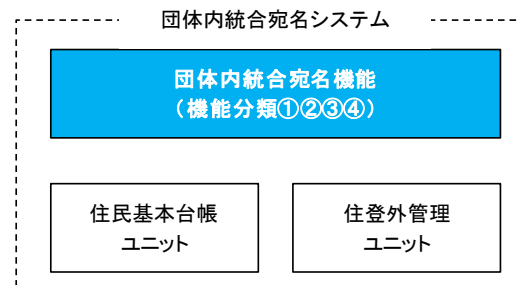 団体内統合宛名システム
団体内統合宛名機能
（機能分類①②③④）
住民基本台帳
ユニット
住登外管理
ユニット